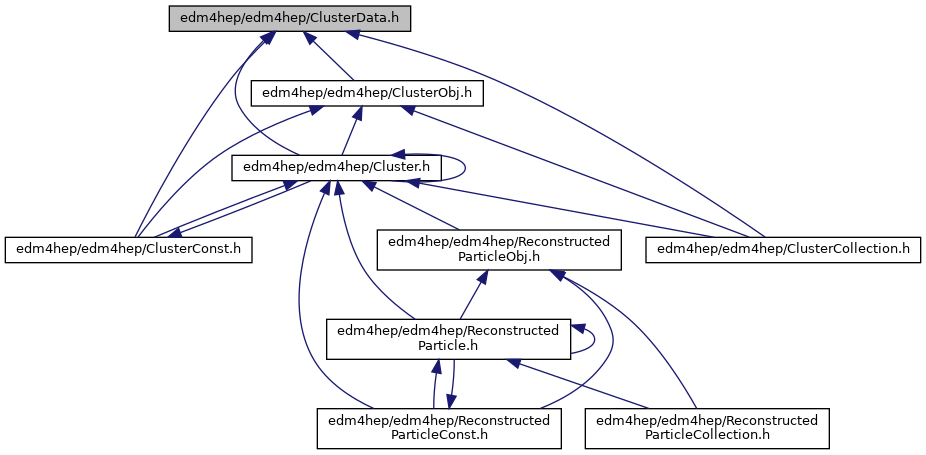 edm4hep/edm4hep/ClusterData.h
edm4hep/edm4hep/ClusterObj.h
edm4hep/edm4hep/Cluster.h
edm4hep/edm4hep/ClusterConst.h
edm4hep/edm4hep/Reconstructed
ParticleObj.h
edm4hep/edm4hep/ClusterCollection.h
edm4hep/edm4hep/Reconstructed
Particle.h
edm4hep/edm4hep/Reconstructed
ParticleConst.h
edm4hep/edm4hep/Reconstructed
ParticleCollection.h